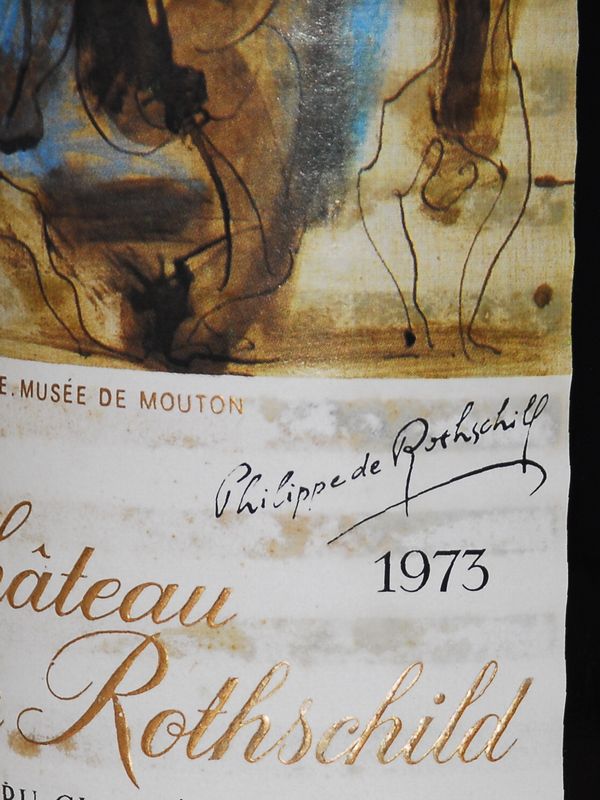 E. MUSÉE DE MOUTON
Philippe de Rothschild
1973
hâteau
Rothschild